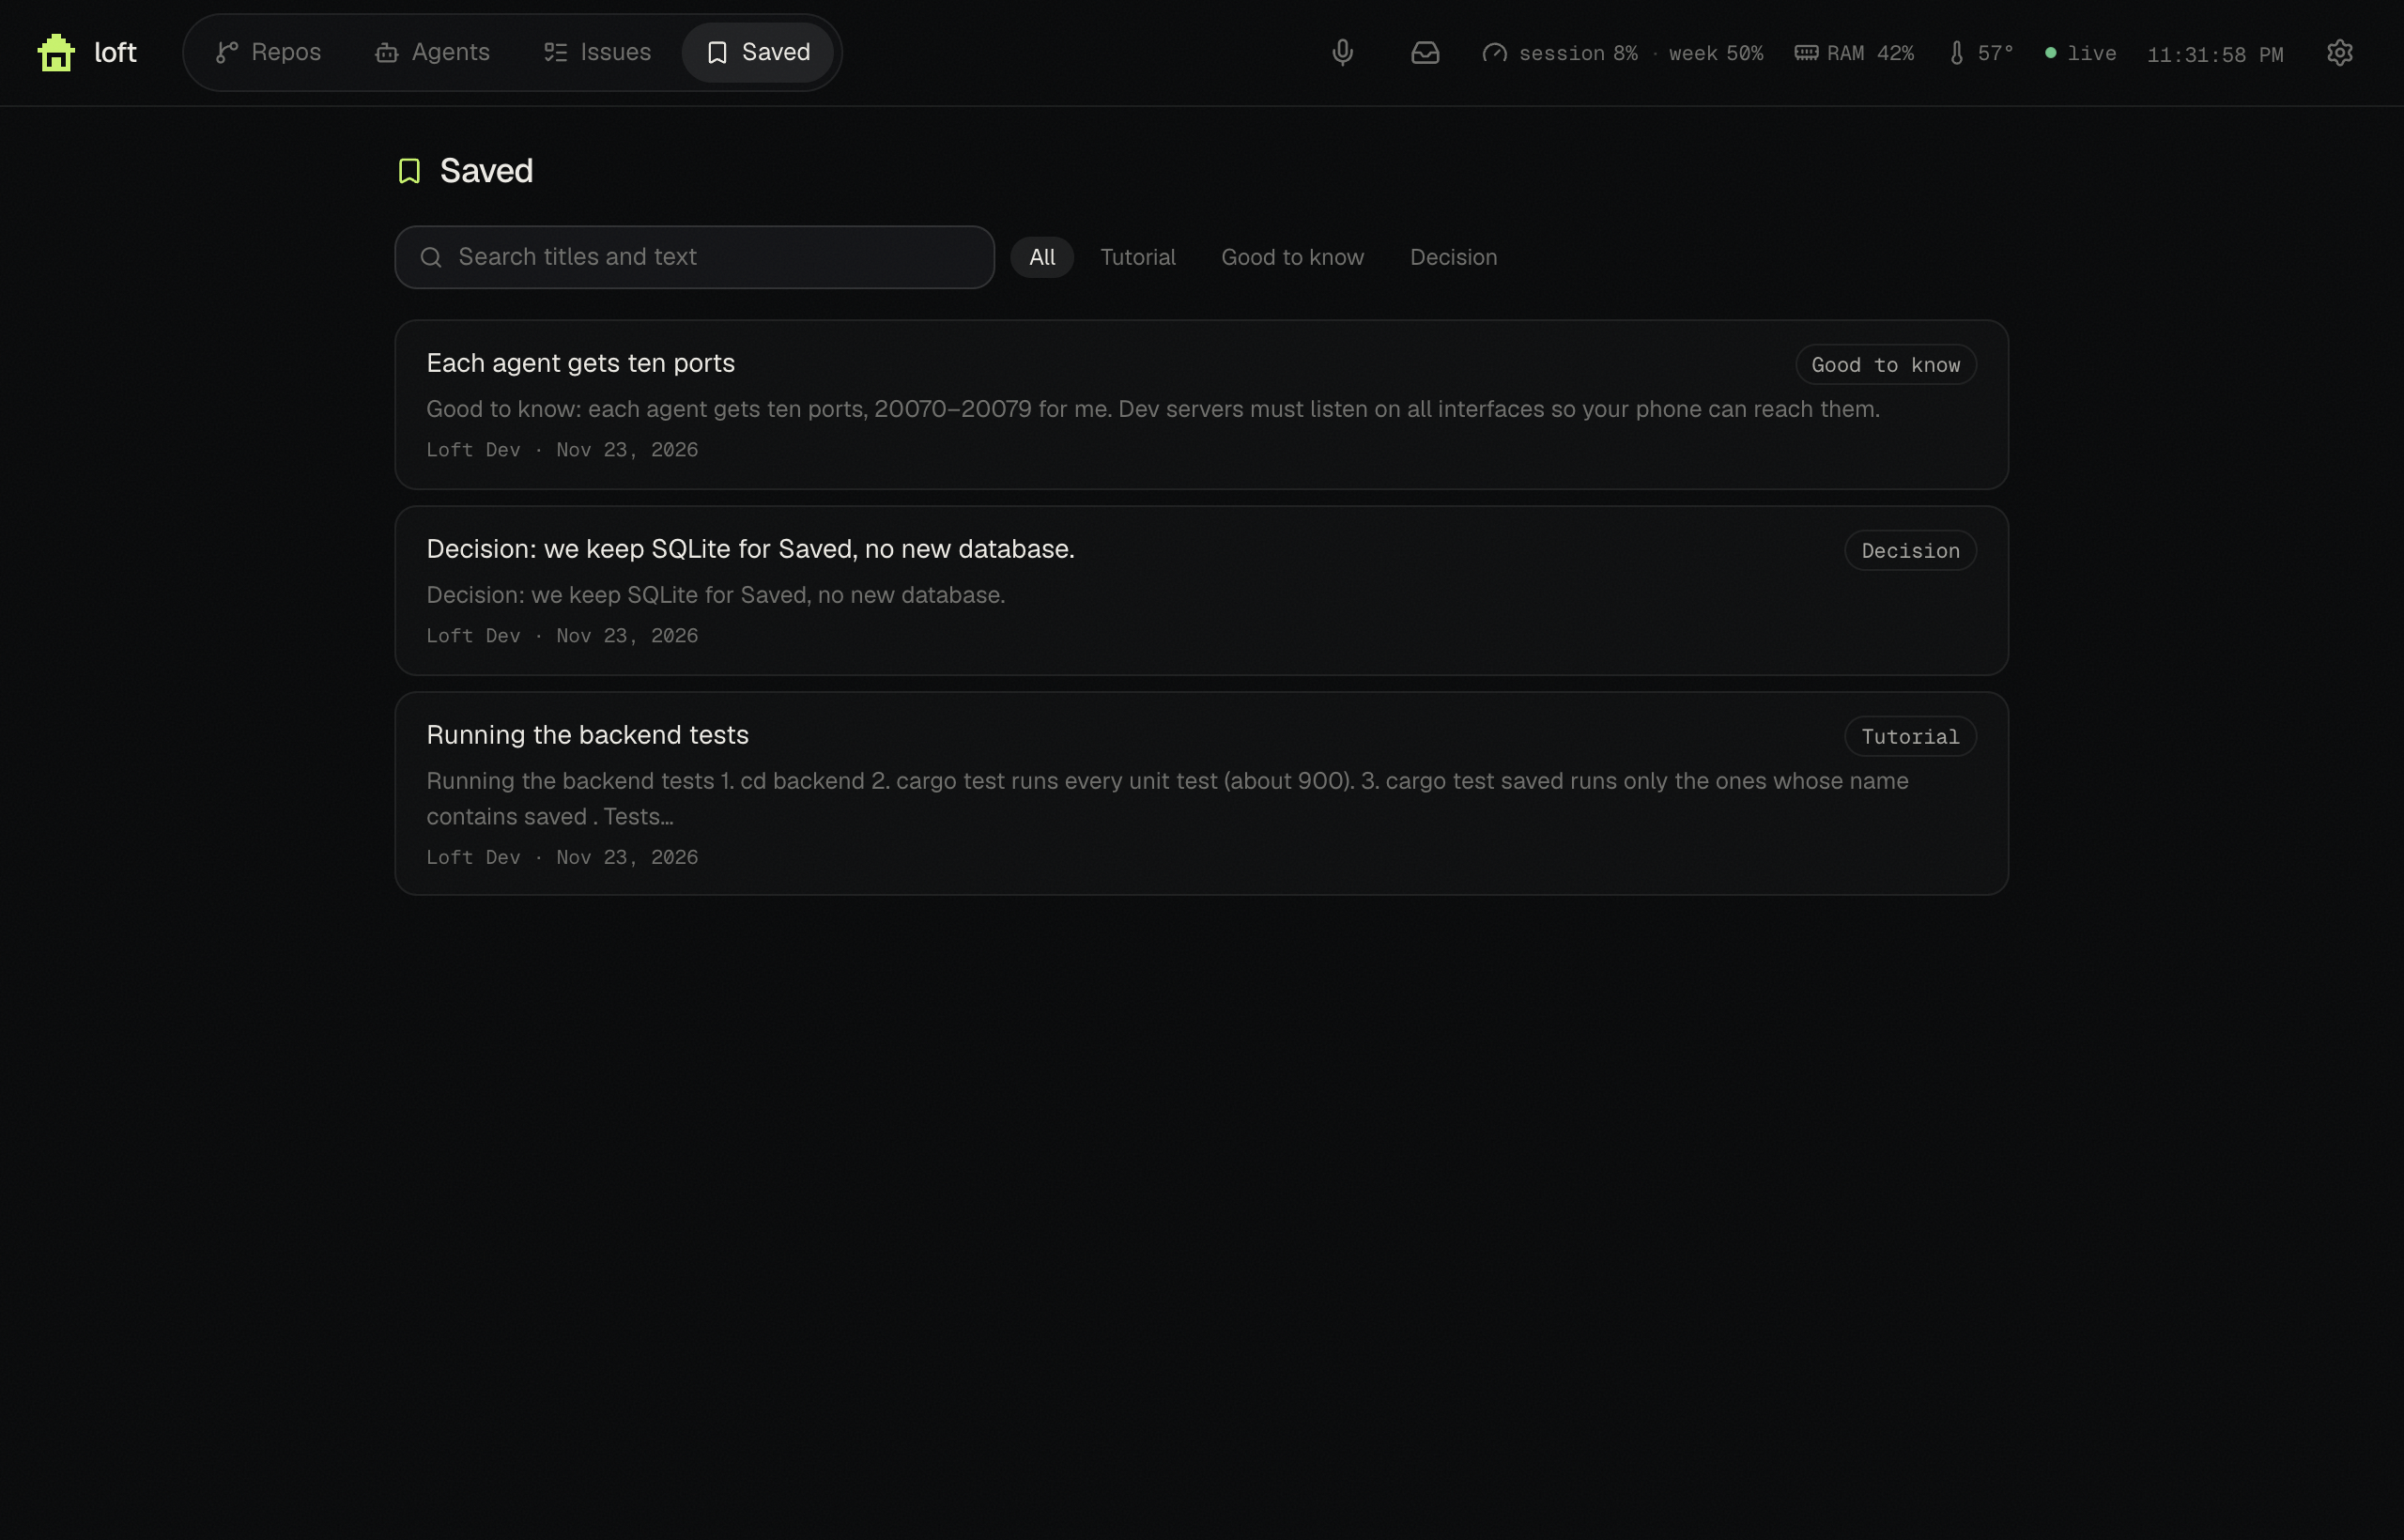 loft
Repos
Agents
Issues
Saved
session 8% · week 50%
RAM 42%
57°
live
11:31:58 PM
Saved
Search titles and text
All
Tutorial
Good to know
Decision
Each agent gets ten ports
Good to know
Good to know: each agent gets ten ports, 20070–20079 for me. Dev servers must listen on all interfaces so your phone can reach them.
Loft Dev · Nov 23, 2026
Decision: we keep SQLite for Saved, no new database.
Decision
Decision: we keep SQLite for Saved, no new database.
Loft Dev · Nov 23, 2026
Running the backend tests
Tutorial
Running the backend tests 1. cd backend 2. cargo test runs every unit test (about 900). 3. cargo test saved runs only the ones whose name
contains saved . Tests…
Loft Dev · Nov 23, 2026